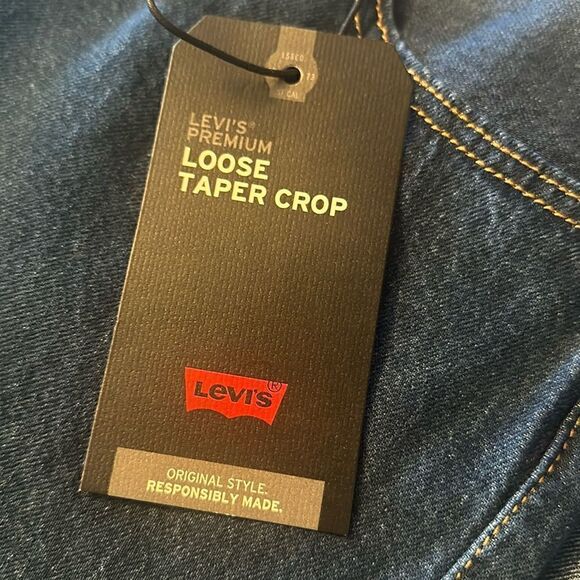 LEVI'S®
PREMIUM
LOOSE
TAPER CROP
Levi's®
ORIGINAL STYLE.
RESPONSIBLY MADE.